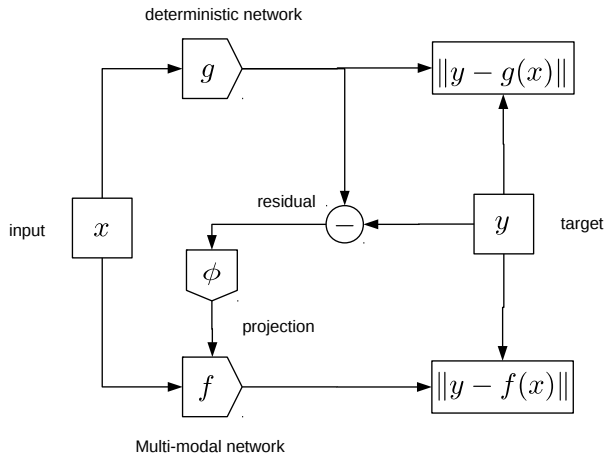 deterministic network
g
‖y − g(x)‖
residual
input
x
−
y
target
ϕ
projection
f
‖y − f(x)‖
Multi-modal network